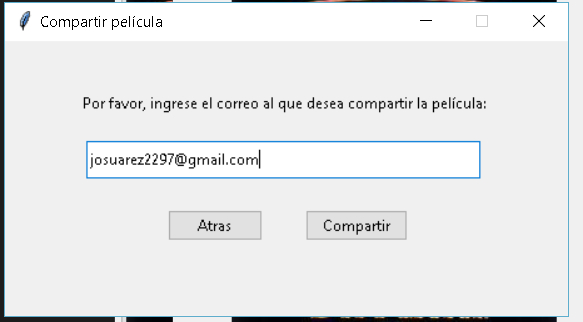 Compartir película
Por favor, ingrese el correo al que desea compartir la película:
josuarez2297@gmail.com
Atras
Compartir